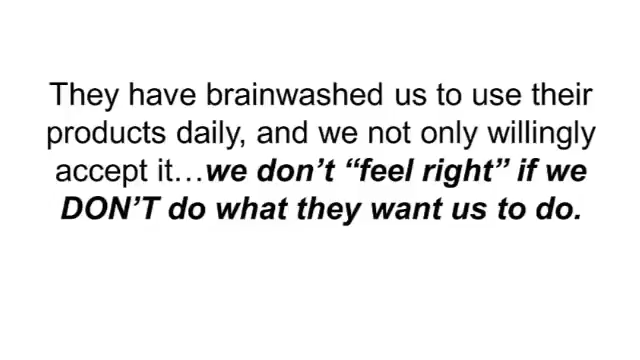 They have brainwashed us to use their
products daily, and we not only willingly
accept it…we don’t “feel right” if we
DON’T do what they want us to do.